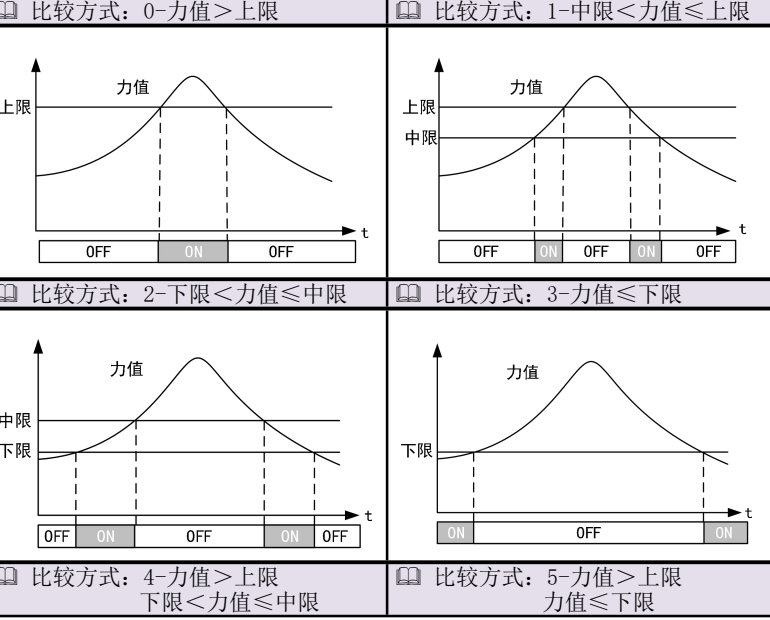 比较方式：0-力值＞上限
比较方式：1-中限＜力值≤上限
力值
上限
t
OFF ON OFF
力值
上限
中限
t
OFF ON OFF ON OFF
比较方式：2-下限＜力值≤中限
比较方式：3-力值≤下限
力值
中限
下限
t
OFF ON OFF ON OFF
力值
下限
t
ON OFF ON
比较方式：4-力值＞上限
下限＜力值≤中限
比较方式：5-力值＞上限
力值≤下限